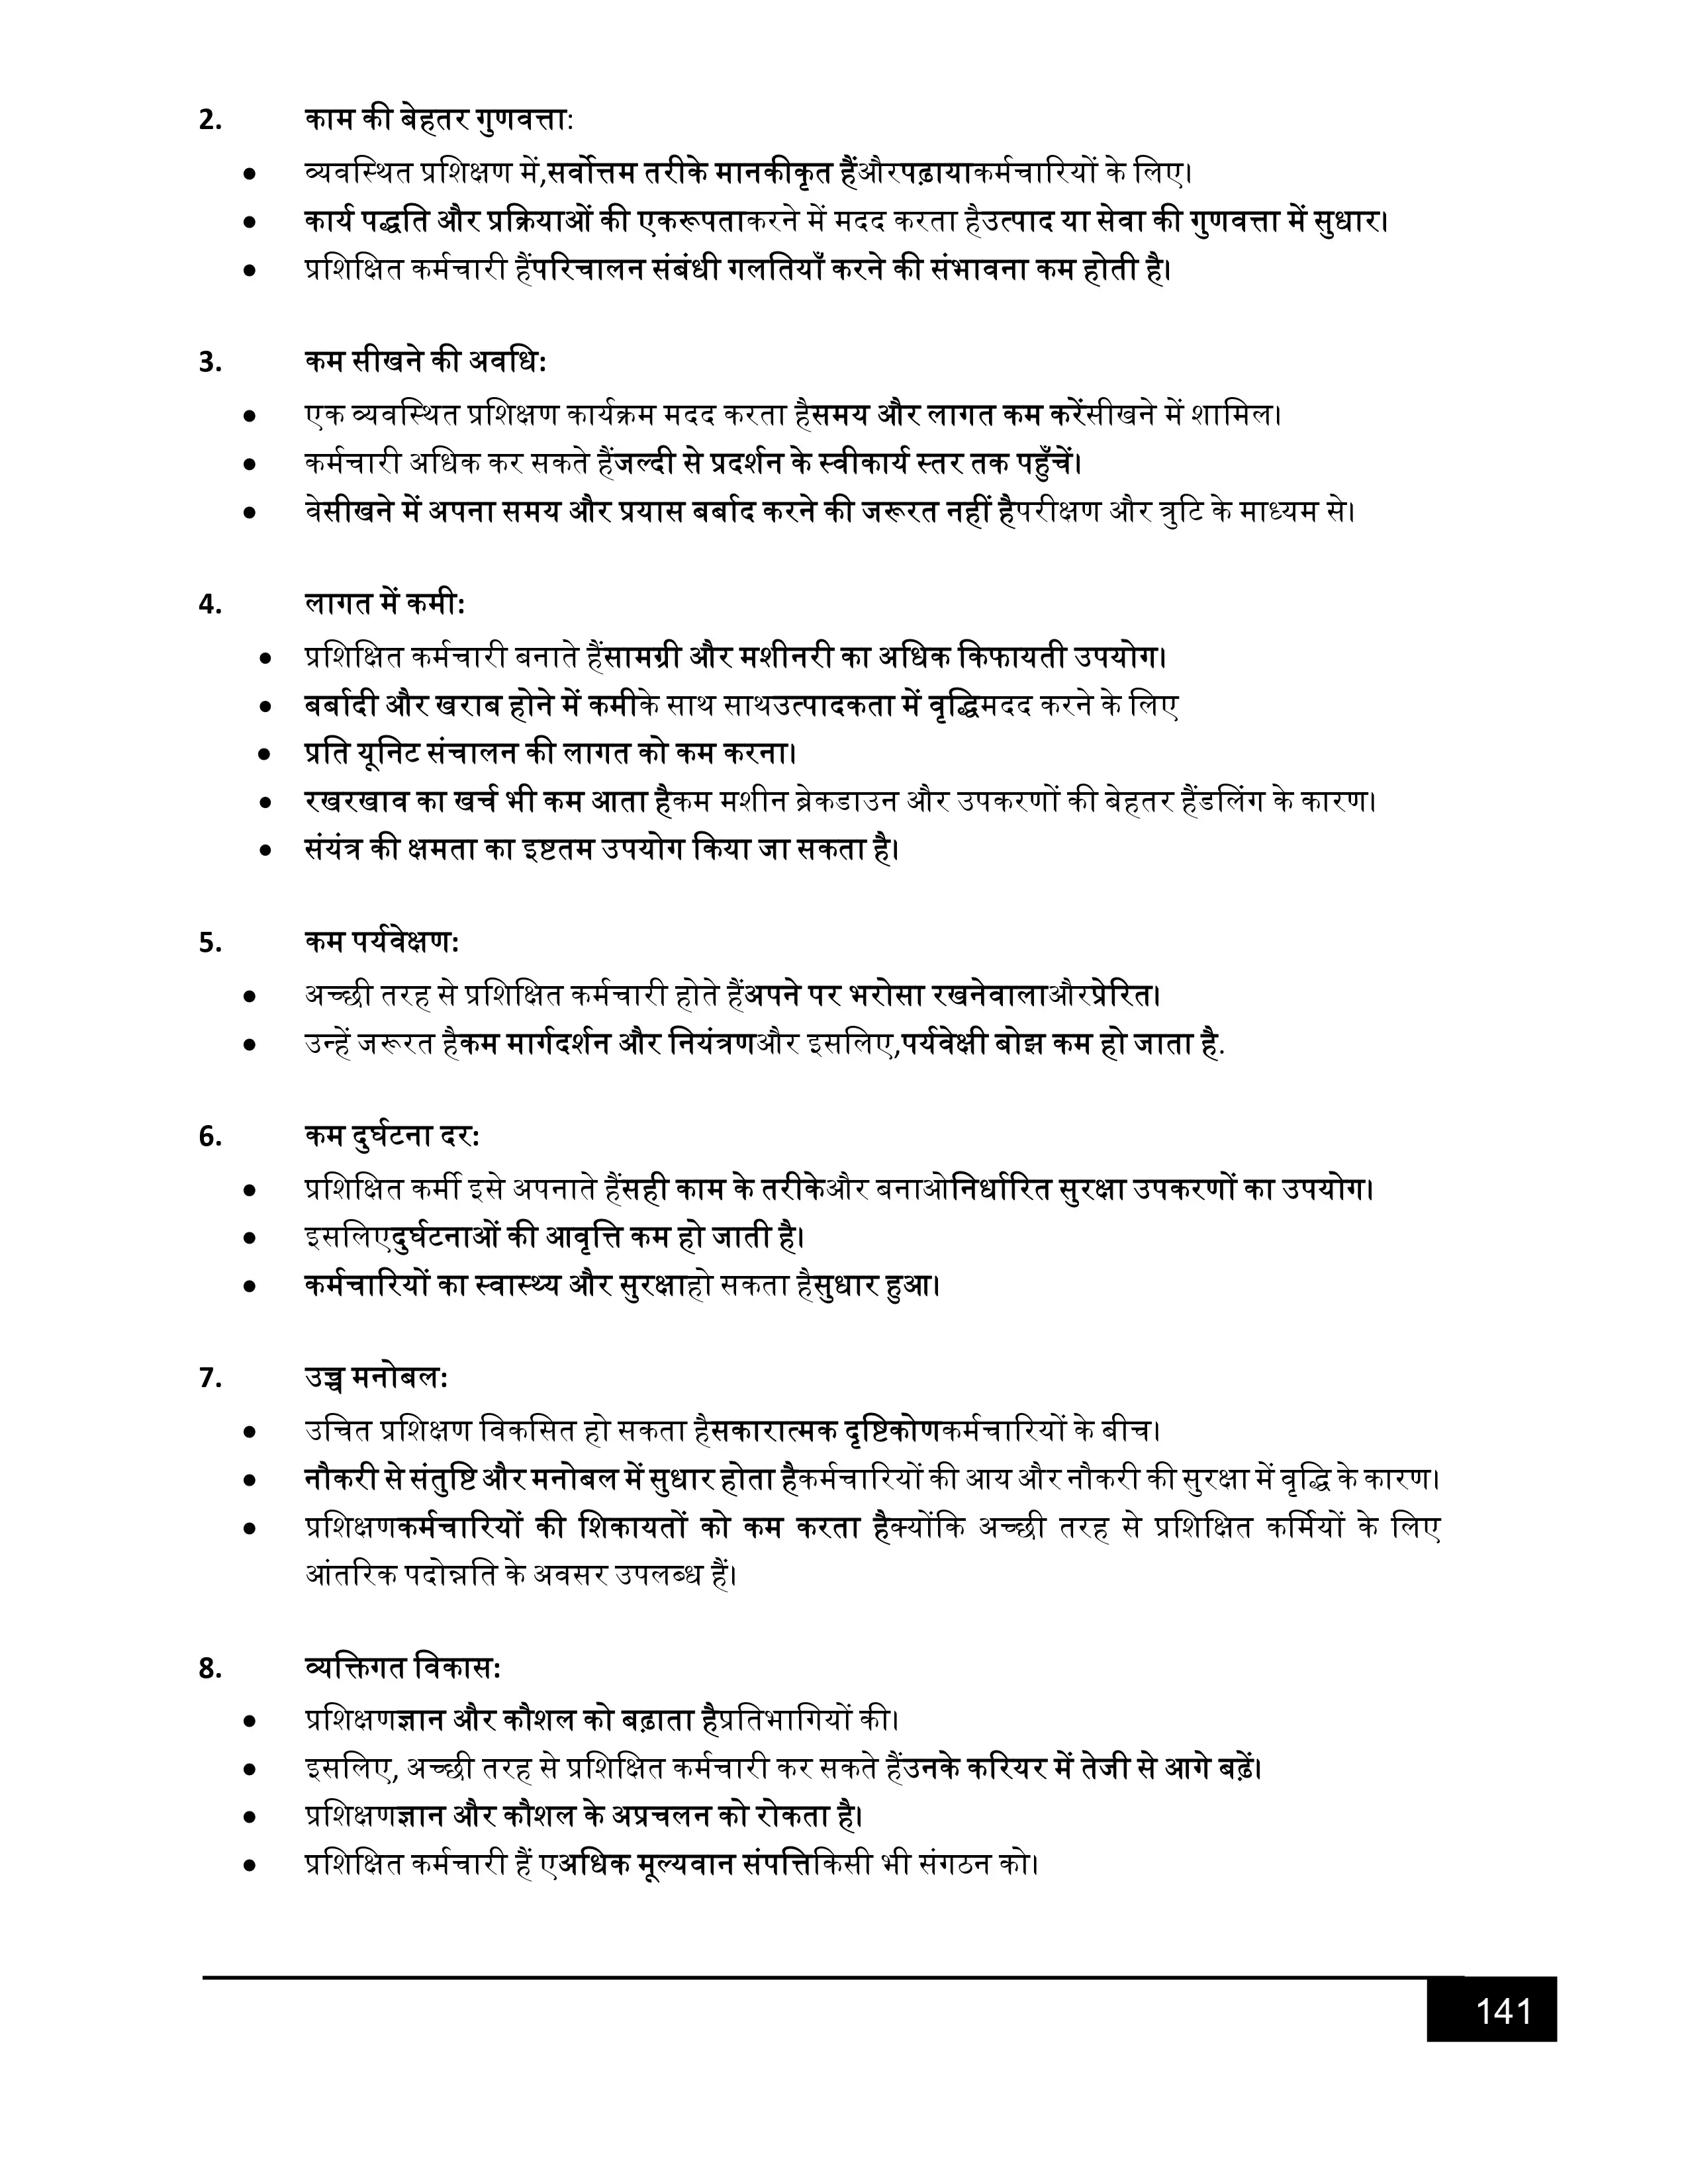 2. काम की बेहतर गुणवत्ता:
• व्यवस्थित प्रशिक्षण में,सर्वोत्तम तरीके मानकीकृत हैंऔरपढ़ायाकर्मचारियों के लिए।
• कार्य पद्धति और प्रक्रियाओं की एकरूपताकरने में मदद करता हैउत्पाद या सेवा की गुणवत्ता में सुधार।
• प्रशिक्षित कर्मचारी हैंपरिचालन संबंधी गलतियाँ करने की संभावना कम होती है।
3. कम सीखने की अवधि:
• एक व्यवस्थित प्रशिक्षण कार्यक्रम मदद करता हैसमय और लागत कम करेंसीखने में शामिल।
• कर्मचारी अधिक कर सकते हैंजल्दी से प्रदर्शन के स्वीकार्य स्तर तक पहुँचें।
• वेसीखने में अपना समय और प्रयास बर्बाद करने की जरूरत नहीं हैपरीक्षण और त्रुटि के माध्यम से।
4. लागत में कमी:
• प्रशिक्षित कर्मचारी बनाते हैंसामग्री और मशीनरी का अधिक किफायती उपयोग।
• बर्बादी और खराब होने में कमीके साथ साथउत्पादकता में वृद्धिमदद करने के लिए
• प्रति यूनिट संचालन की लागत को कम करना।
• रखरखाव का खर्च भी कम आता हैकम मशीन ब्रेकडाउन और उपकरणों की बेहतर हैंडलिंग के कारण।
• संयंत्र की क्षमता का इष्टतम उपयोग किया जा सकता है।
5. कम पर्यवेक्षण:
• अच्छी तरह से प्रशिक्षित कर्मचारी होते हैंअपने पर भरोसा रखनेवालाऔरप्रेरित।
• उन्हें जरूरत हैकम मार्गदर्शन और नियंत्रणऔर इसलिए,पर्यवेक्षी बोझ कम हो जाता है.
6. कम दुर्घटना दर:
• प्रशिक्षित कर्मी इसे अपनाते हैंसही काम के तरीकेऔर बनाओनिर्धारित सुरक्षा उपकरणों का उपयोग।
• इसलिएदुर्घटनाओं की आवृत्ति कम हो जाती है।
• कर्मचारियों का स्वास्थ्य और सुरक्षाहो सकता हैसुधार हुआ।
7. उच्च मनोबल:
• उचित प्रशिक्षण विकसित हो सकता हैसकारात्मक दृष्टिकोणकर्मचारियों के बीच।
• नौकरी से संतुष्टि और मनोबल में सुधार होता हैकर्मचारियों की आय और नौकरी की सुरक्षा में वृद्धि के कारण।
• प्रशिक्षणकर्मचारियों की शिकायतों को कम करता हैक्योंकि अच्छी तरह से प्रशिक्षित कर्मियों के लिए
आंतरिक पदोन्नति के अवसर उपलब्ध हैं।
8. व्यक्तिगत विकास:
• प्रशिक्षणज्ञान और कौशल को बढ़ाता हैप्रतिभागियों की।
• इसलिए, अच्छी तरह से प्रशिक्षित कर्मचारी कर सकते हैंउनके करियर में तेजी से आगे बढ़ें।
• प्रशिक्षणज्ञान और कौशल के अप्रचलन को रोकता है।
• प्रशिक्षित कर्मचारी हैं एअधिक मूल्यवान संपत्तिकिसी भी संगठन को।
141